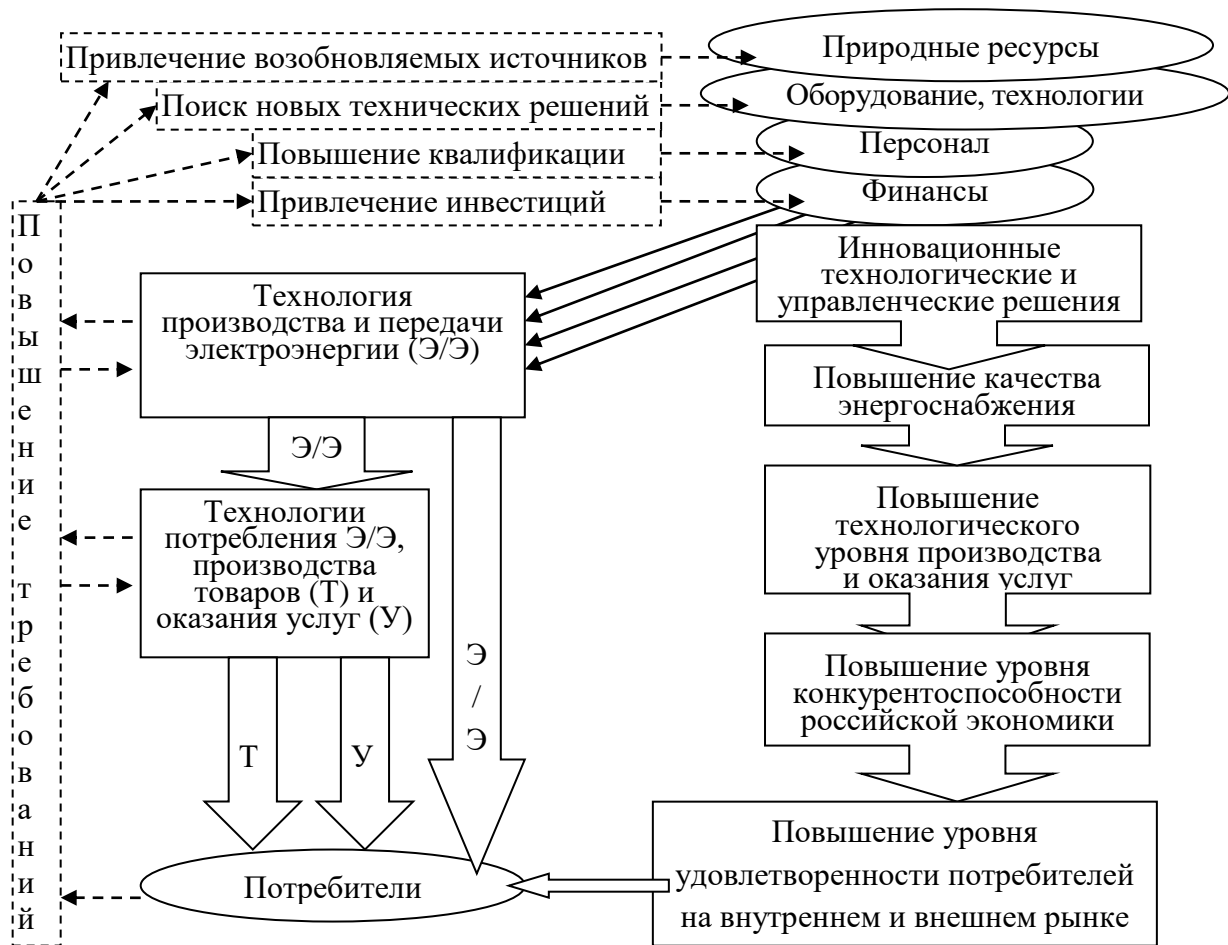 Привлечение возобновляемых источников
Поиск новых технических решений
Повышение квалификации
Привлечение инвестиций
Природные ресурсы
Оборудование, технологии
Персонал
Финансы
Повышение требований
Технология
производства и передачи
электроэнергии (Э/Э)
Э/Э
Технологии
потребления Э/Э,
производства
товаров (Т) и
оказания услуг (У)
Т
У
Э/Э
Потребители
Инновационные
технологические и
управленческие решения
Повышение качества
энергоснабжения
Повышение
технологического
уровня производства
и оказания услуг
Повышение уровня
конкурентоспособности
российской экономики
Повышение уровня
удовлетворенности потребителей
на внутреннем и внешнем рынке